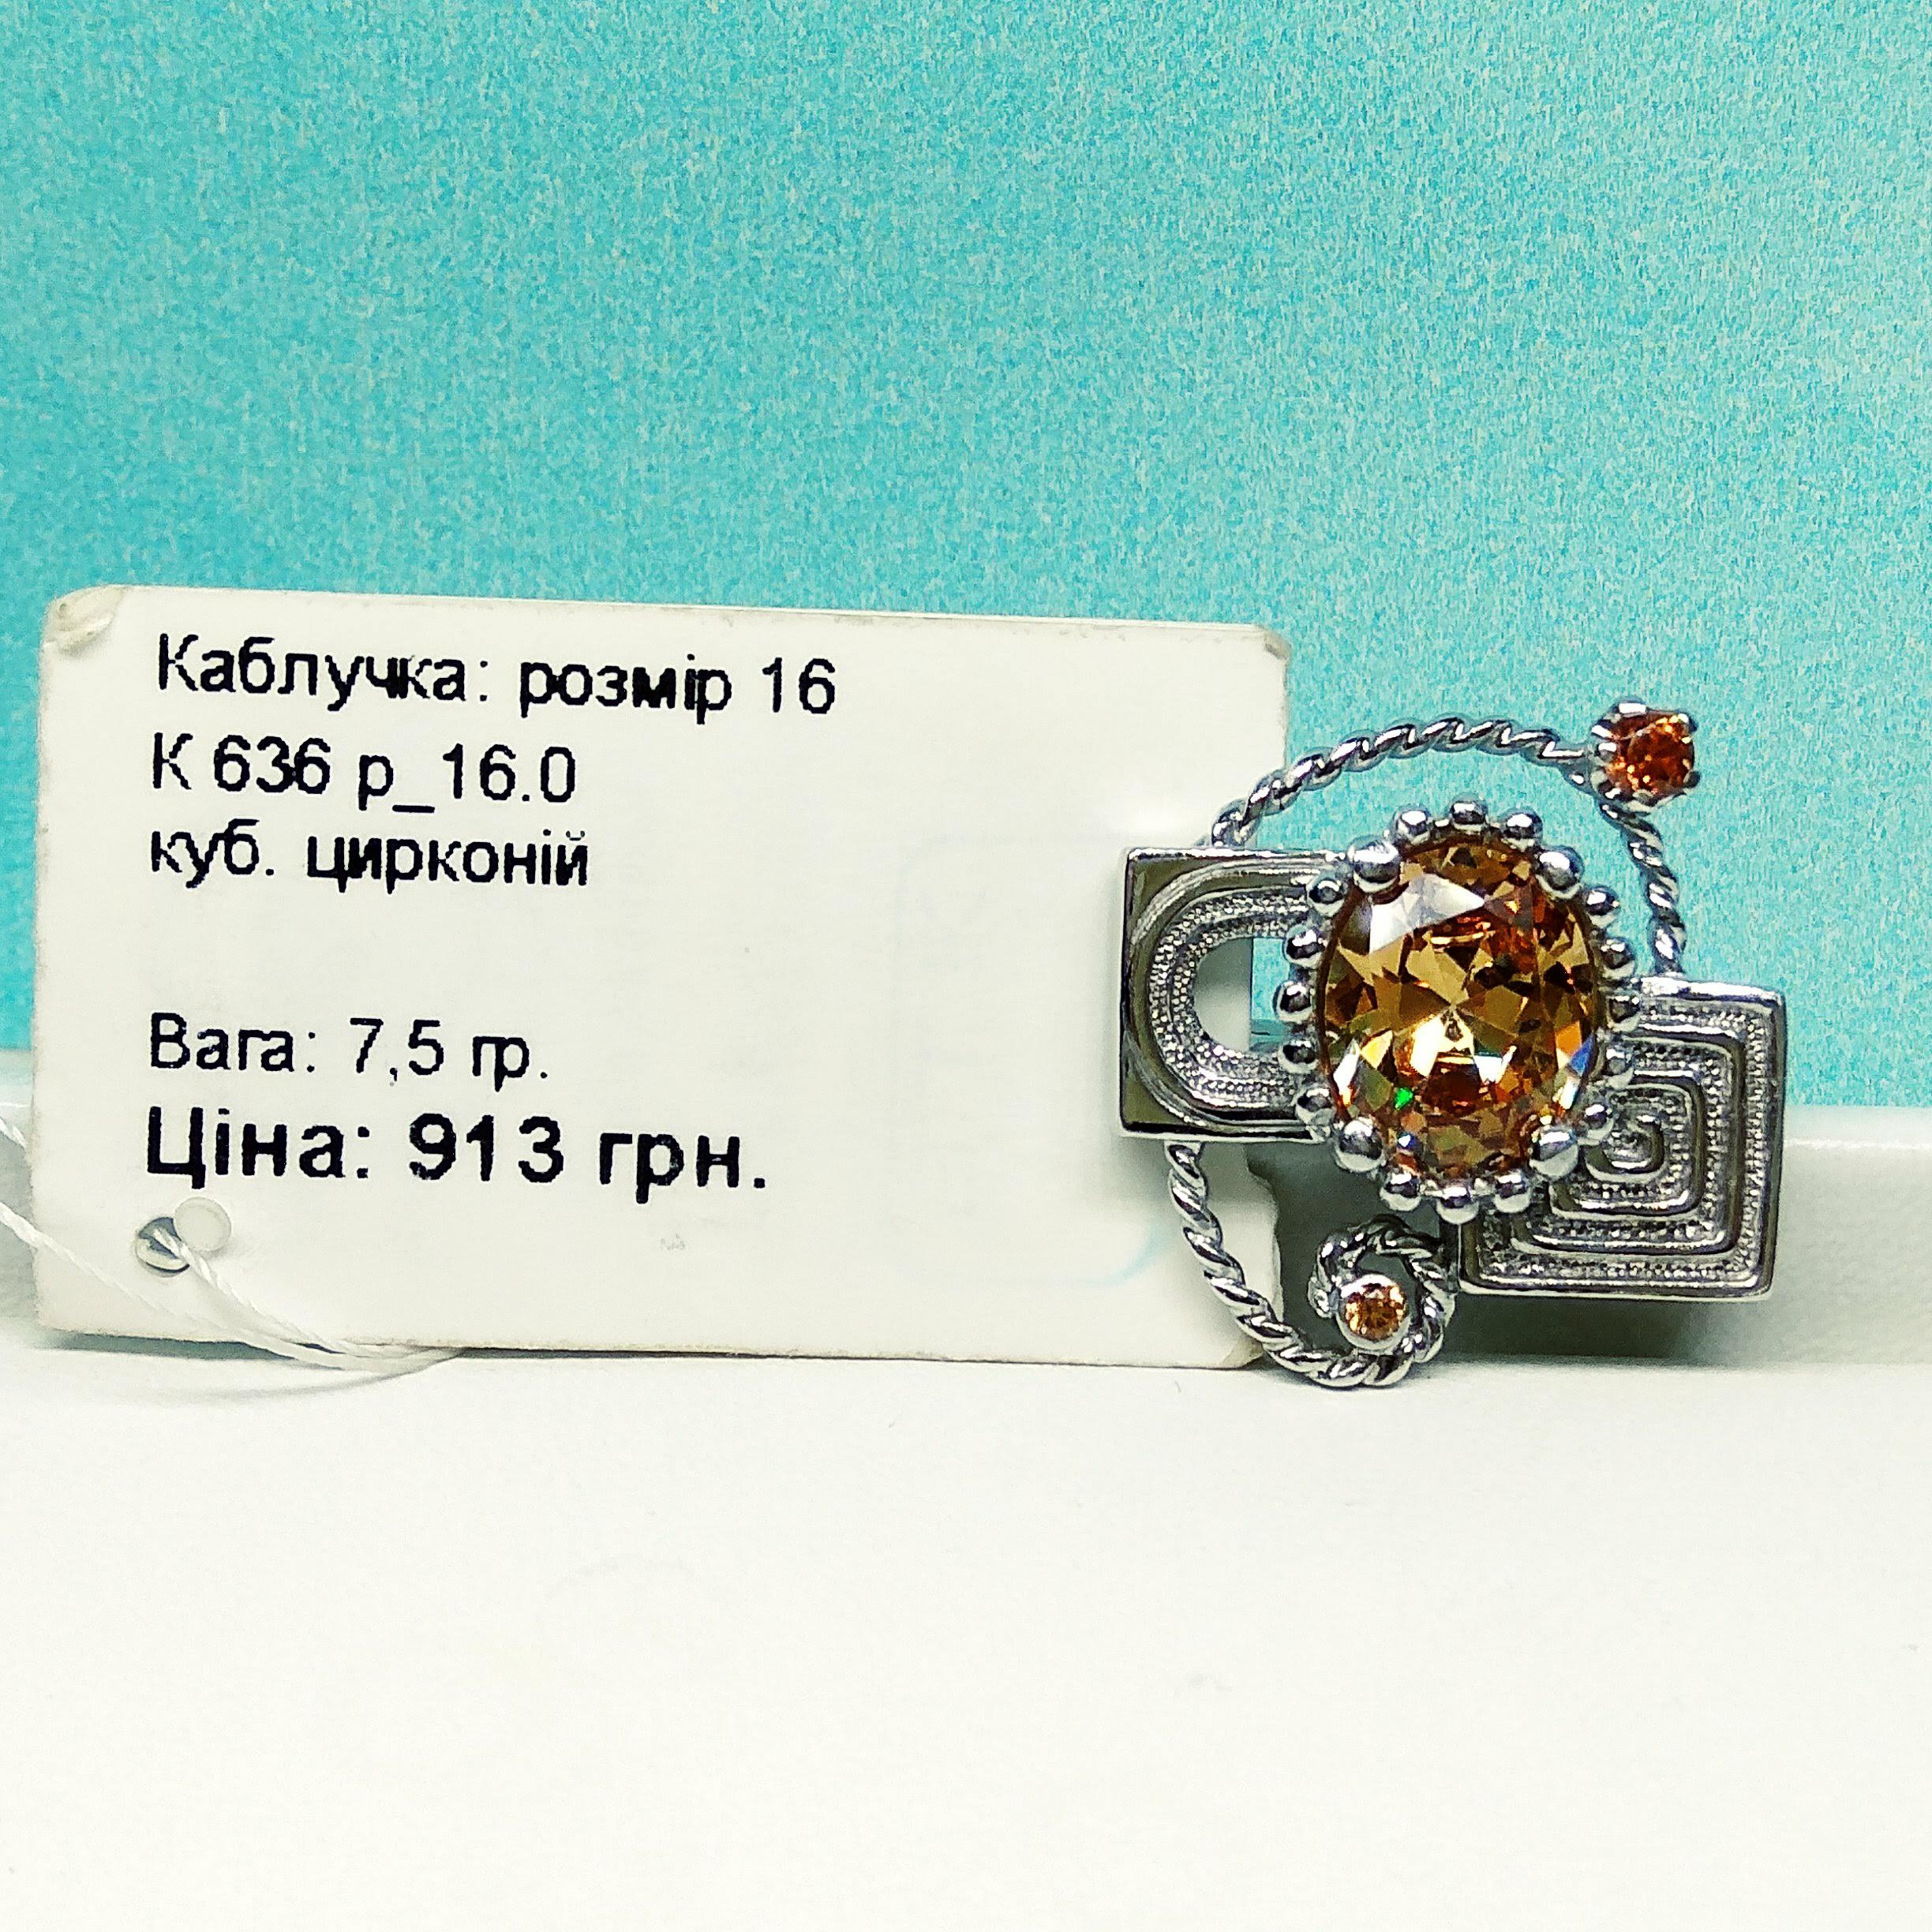 Каблучка: розмір 16
К 636 р_16.0
куб. цирконій
Вага: 7,5 гр.
Ціна: 913 грн.